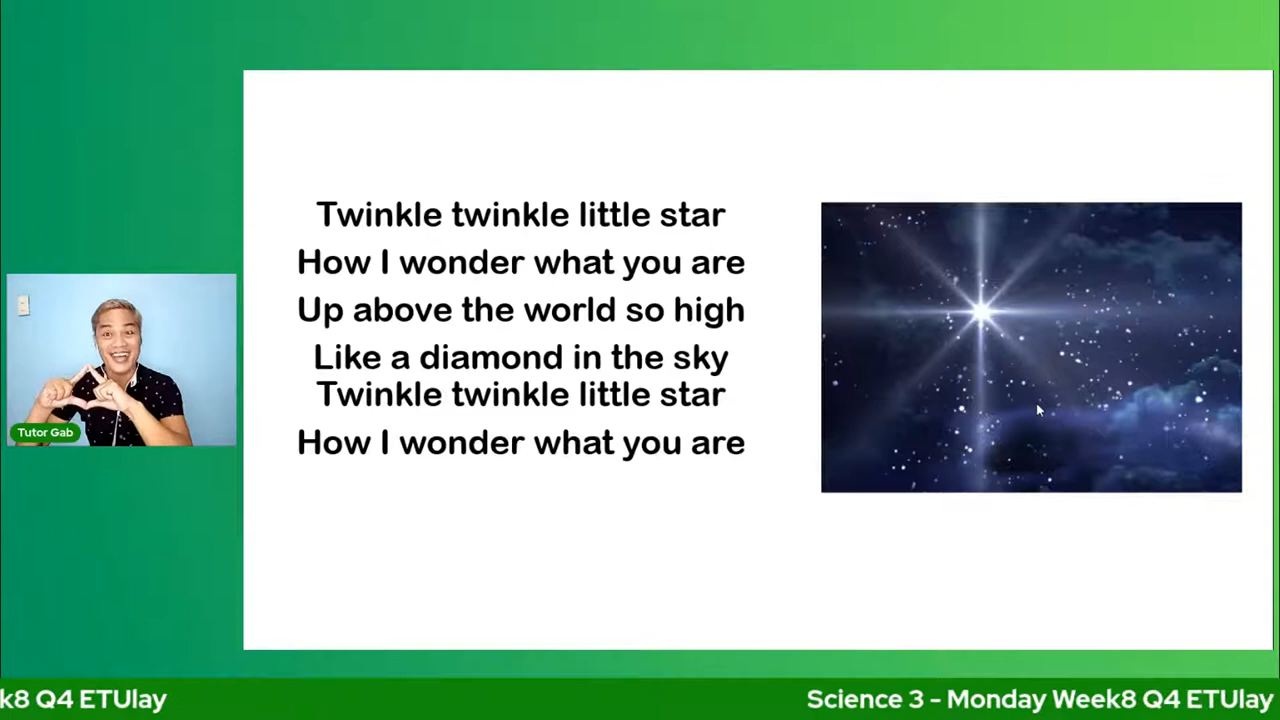 Twinkle twinkle little star
How I wonder what you are
Up above the world so high
Like a diamond in the sky
Twinkle twinkle little star
How I wonder what you are
Tutor Gab
k8 Q4 ETUlay
Science 3 - Monday Week8 Q4 ETUlay